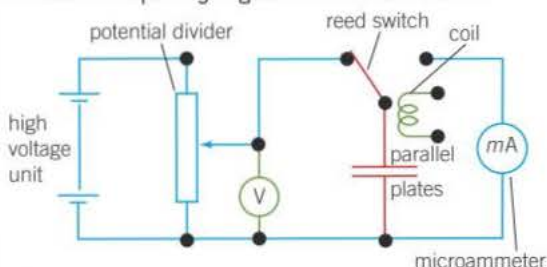 potential divider
reed switch
coil
high
voltage
unit
V
parallel
plates
mA
microammeter